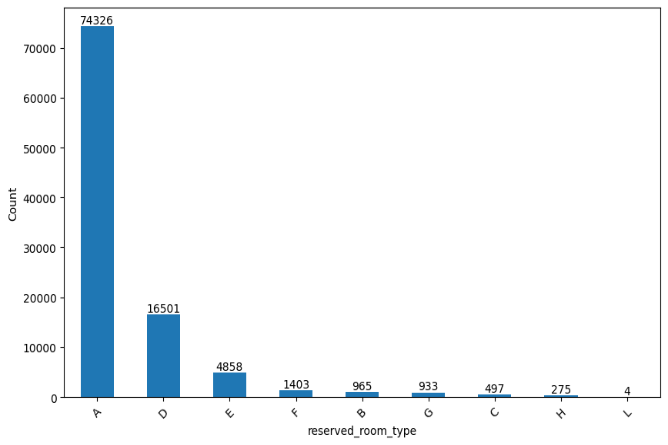 74326
70000
60000
50000
40000
30000
20000
10000
0
Count
16501
4858
1403
965
933
497
275
4
A
D
E
F
B
G
C
H
L
reserved_room_type